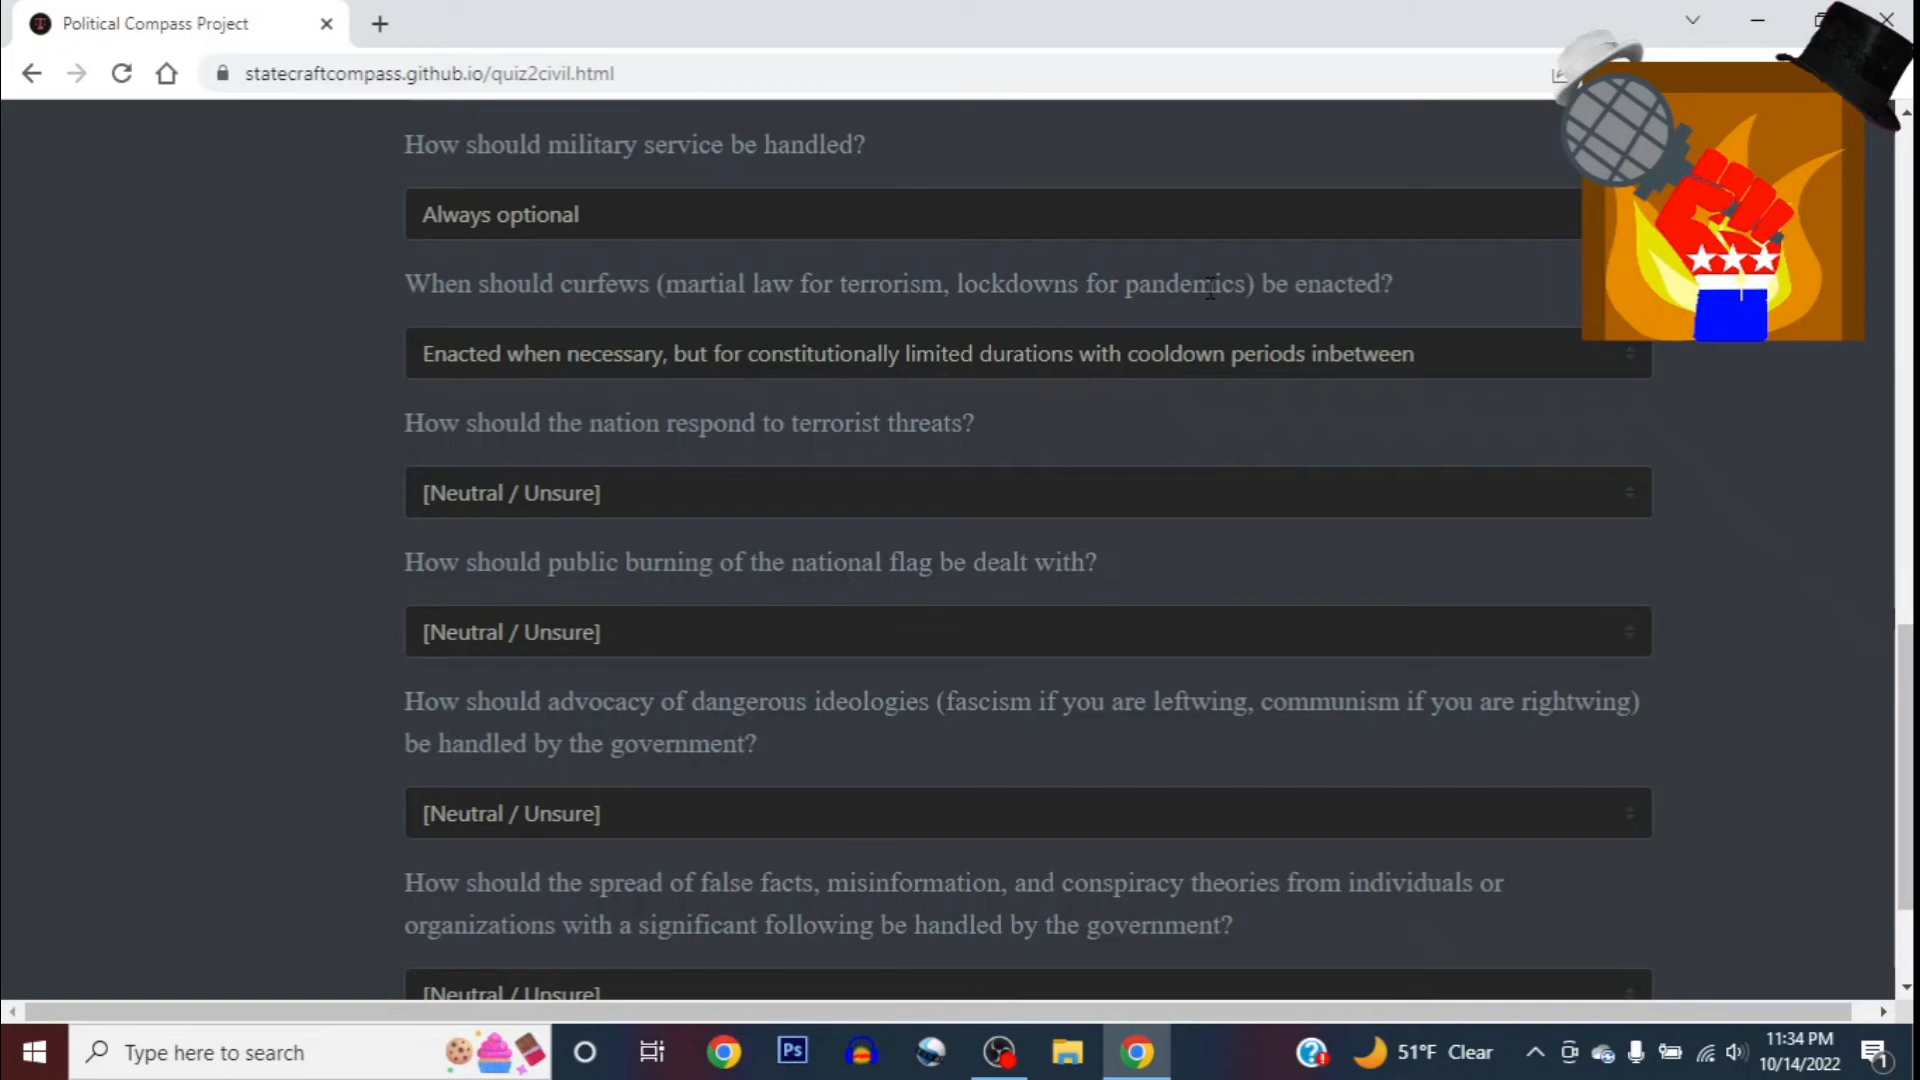 Political Compass Project
statecraftcompass.github.io/quiz2civil.html
How should military service be handled?
Always optional
When should curfews (martial law for terrorism, lockdowns for pandemics) be enacted?
Enacted when necessary, but for constitutionally limited durations with cooldown periods inbetween
How should the nation respond to terrorist threats?
[Neutral / Unsure]
How should public burning of the national flag be dealt with?
[Neutral / Unsure]
How should advocacy of dangerous ideologies (fascism if you are leftwing, communism if you are rightwing)
be handled by the government?
[Neutral / Unsure]
How should the spread of false facts, misinformation, and conspiracy theories from individuals or
organizations with a significant following be handled by the government?
[Neutral / Unsure]
Type here to search
Ps
51°F Clear
11:34 PM
10/14/2022
1